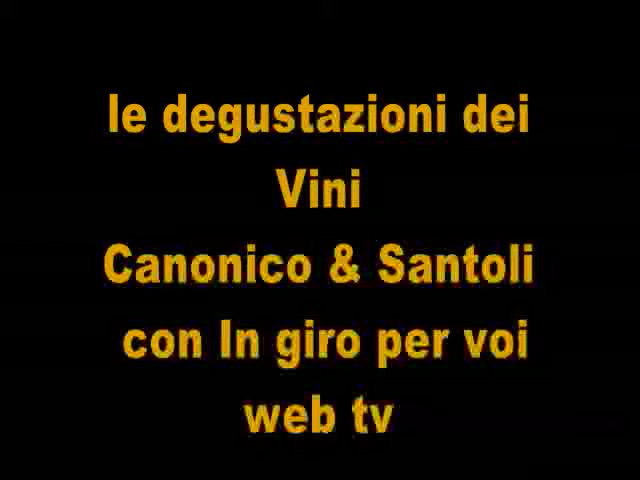 le degustazioni dei
Vini
Canonico & Santoli
con In giro per voi
web tv